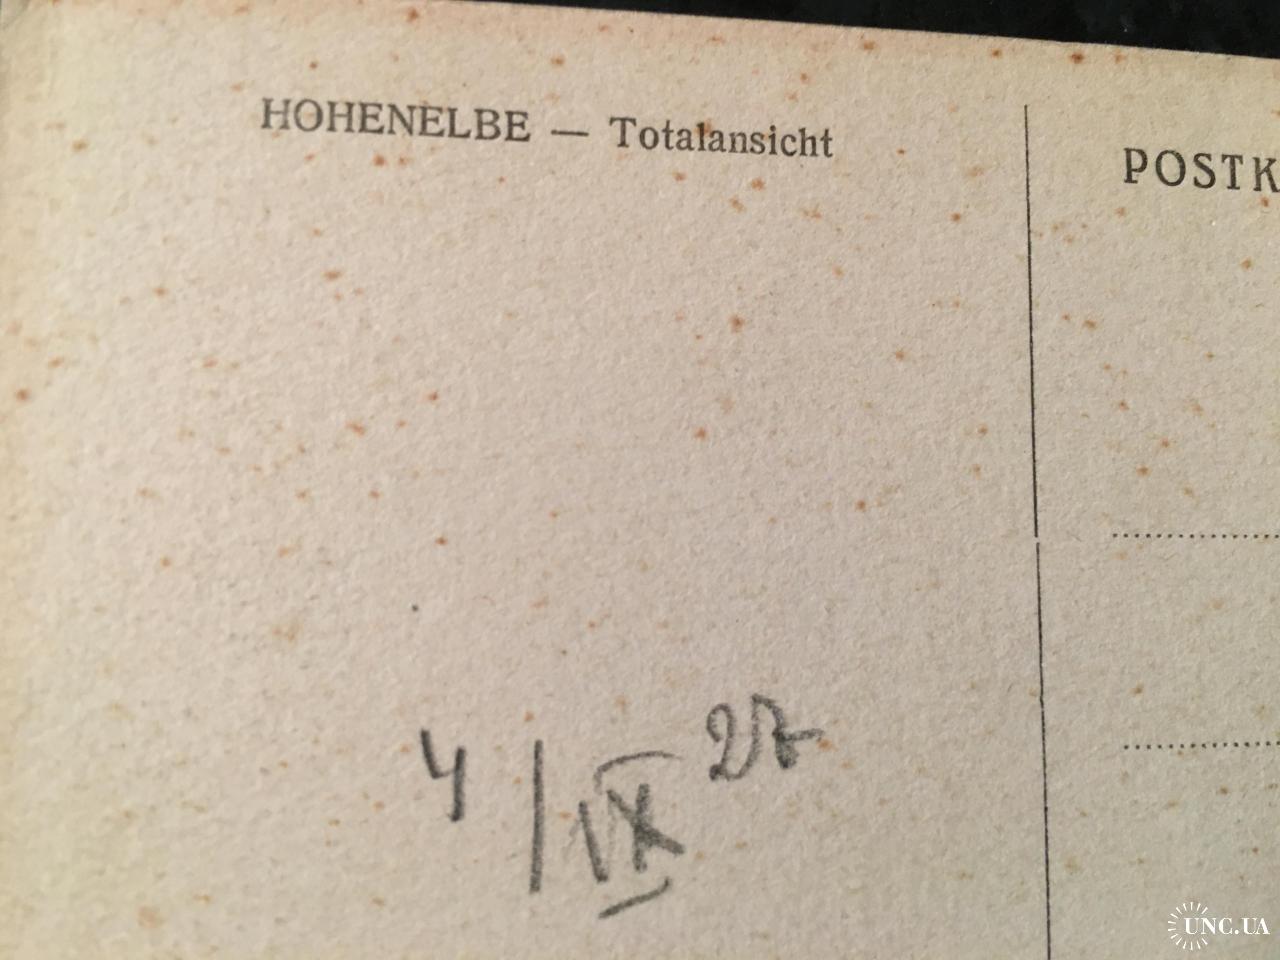 HOHENELBE — Totalansicht
POSTK
4/IX 27
UNC.UA